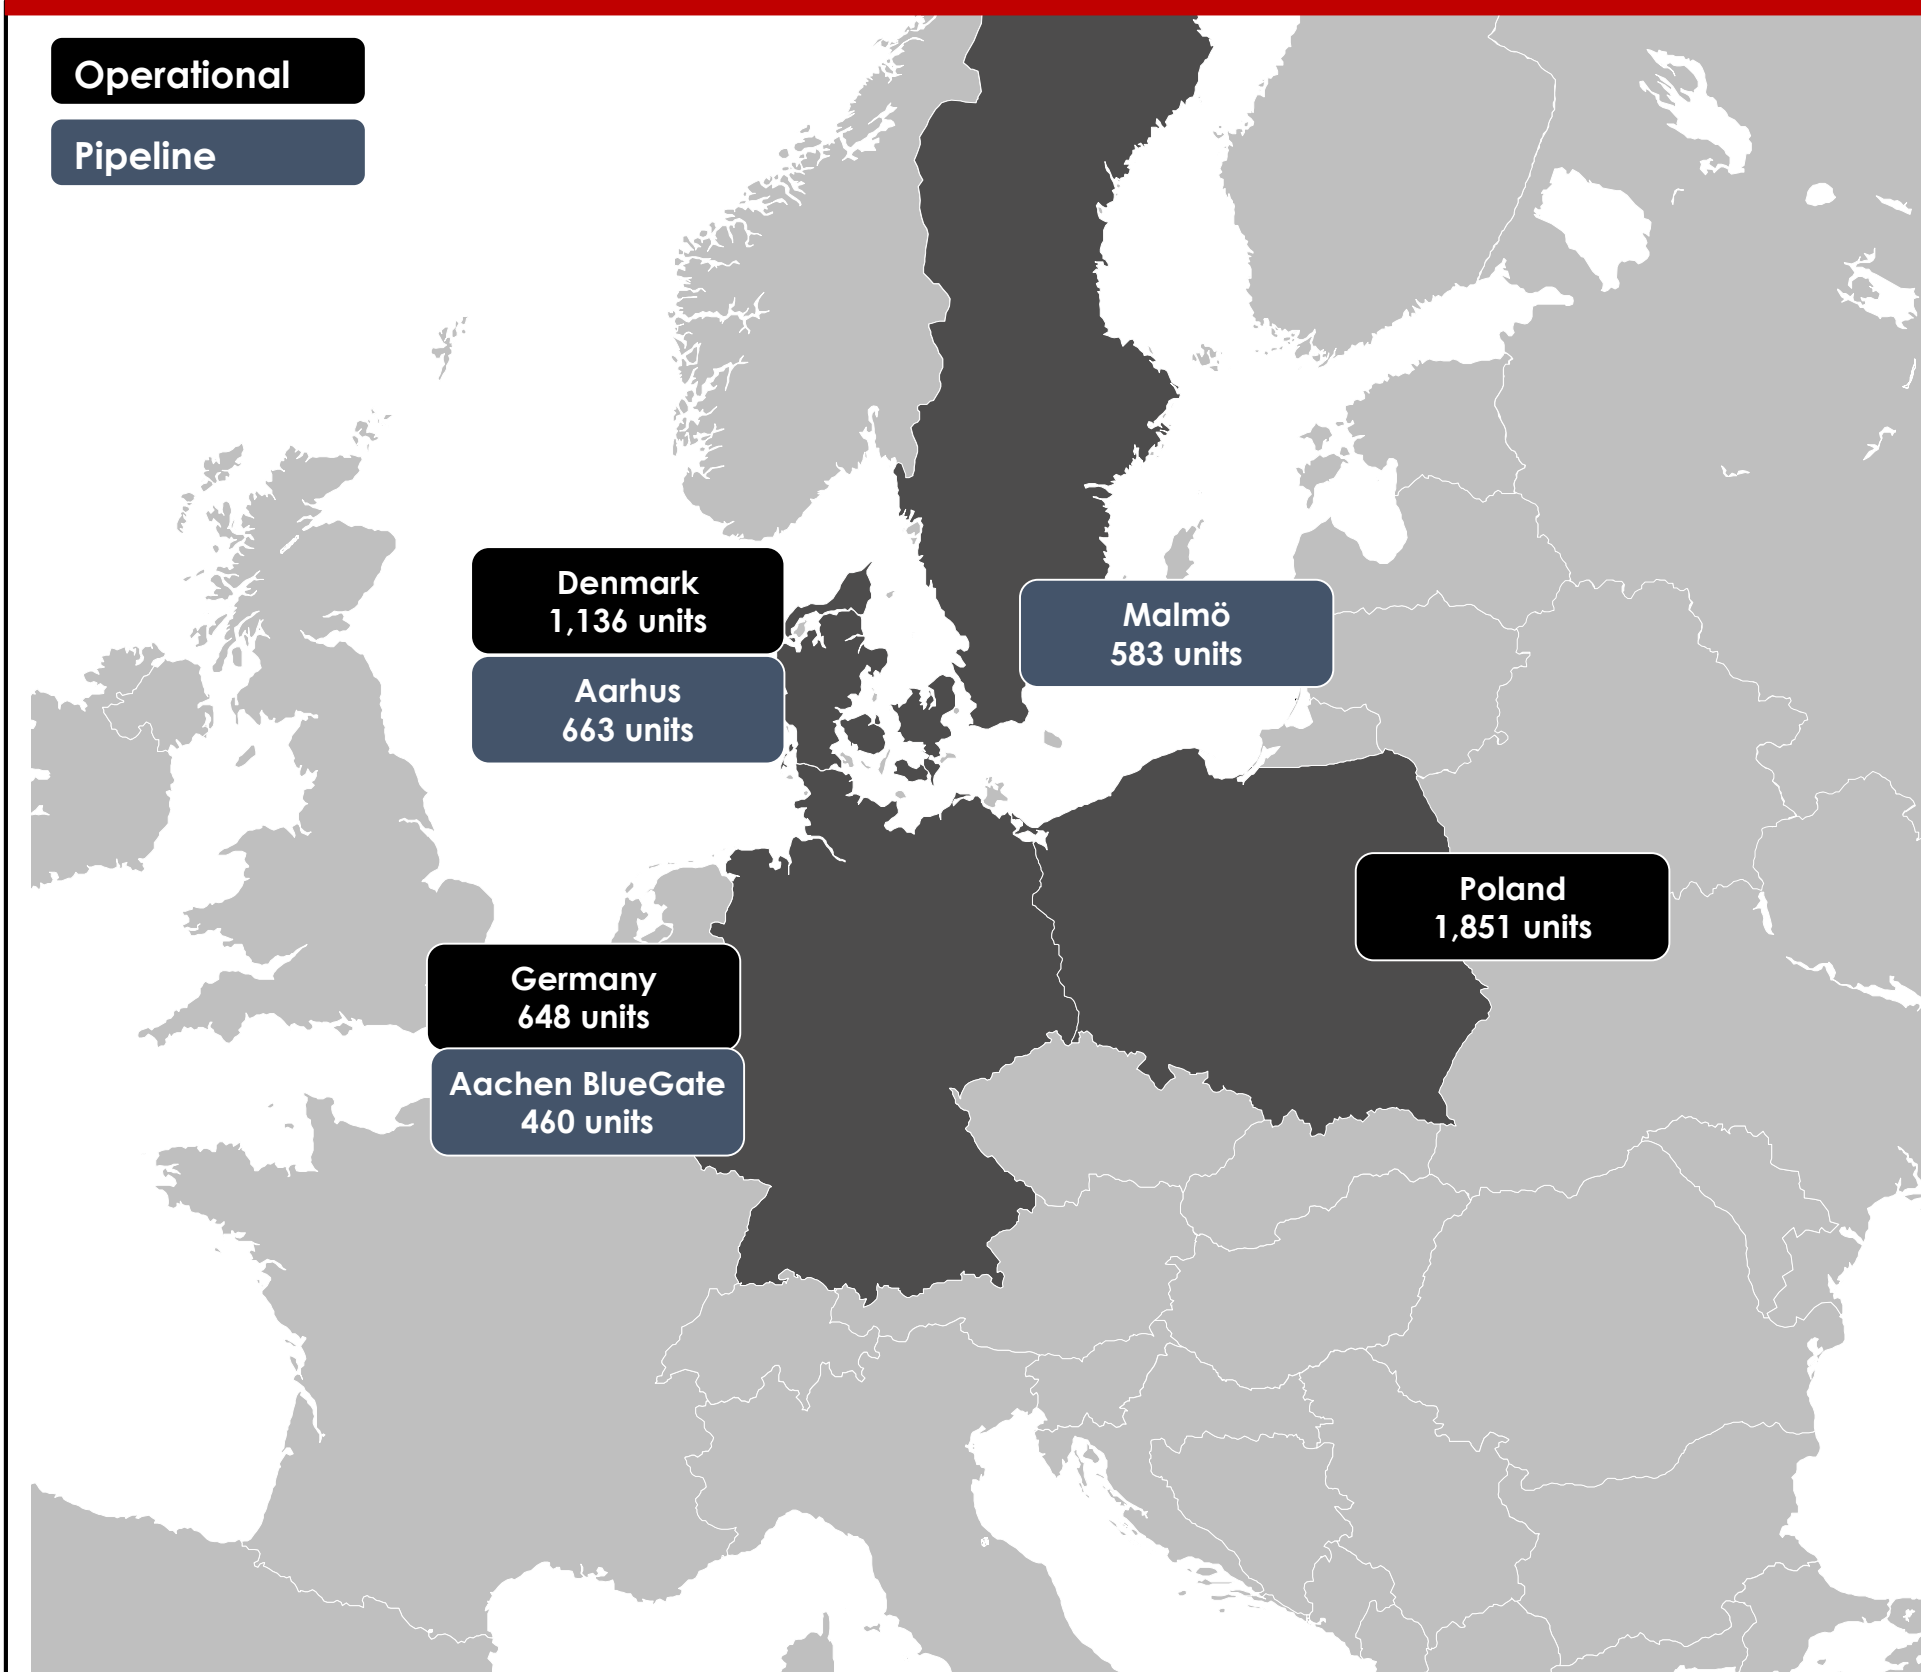 Operational
Pipeline
Denmark
1,136 units
Aarhus
663 units
Malmö
583 units
Poland
1,851 units
Germany
648 units
Aachen BlueGate
460 units